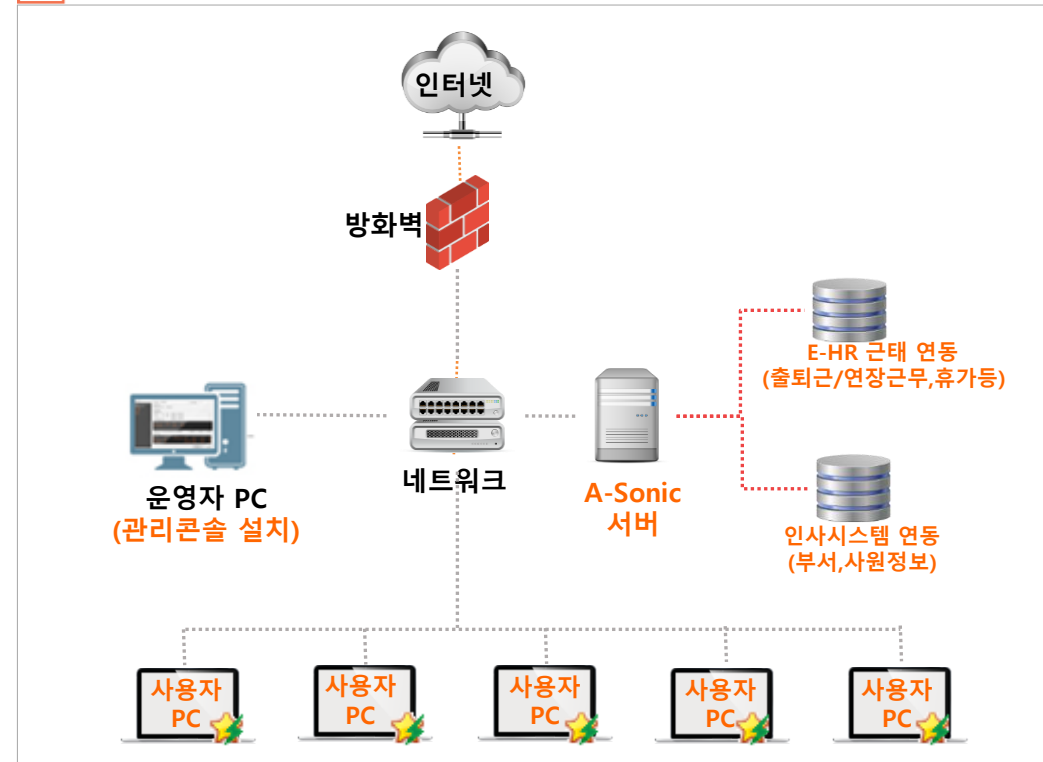 인터넷
방화벽
E-HR 근태 연동
(출퇴근/연장근무,휴가등)
네트워크
운영자 PC
(관리콘솔 설치)
A-Sonic
서버
인사시스템 연동
(부서,사원정보)
사용자
PC
사용자
PC
사용자
PC
사용자
PC
사용자
PC